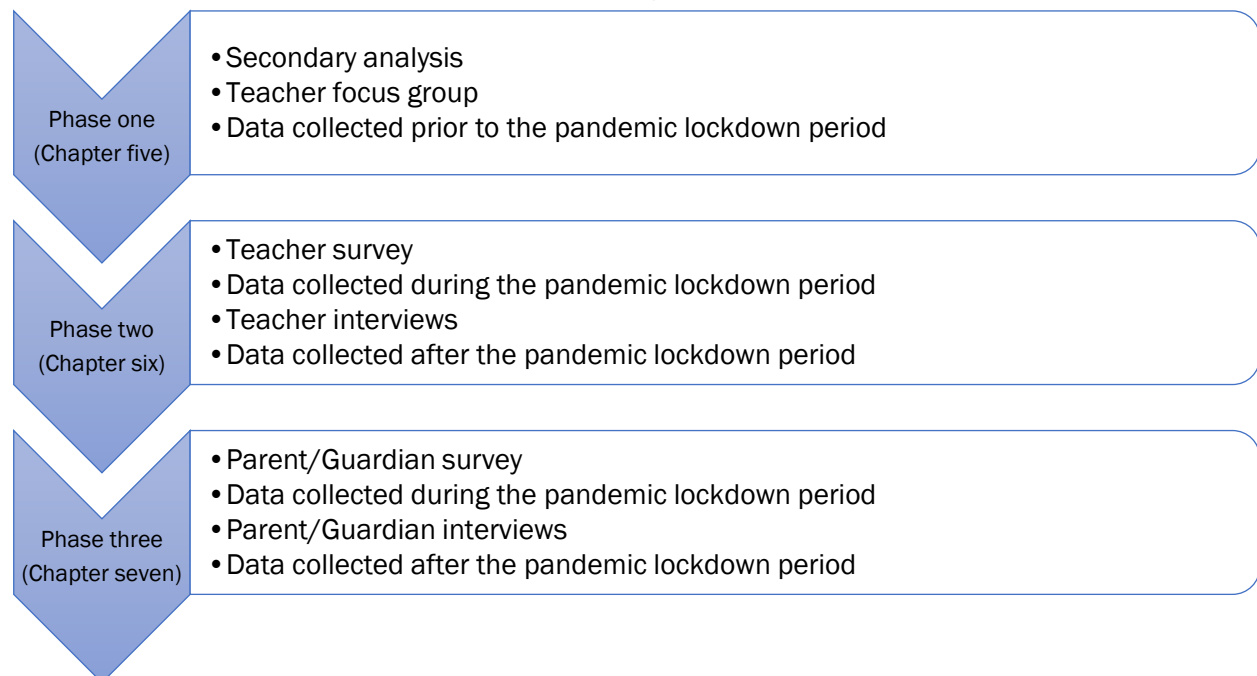 Phase one
(Chapter five)
•Secondary analysis
•Teacher focus group
•Data collected prior to the pandemic lockdown period
Phase two
(Chapter six)
•Teacher survey
•Data collected during the pandemic lockdown period
•Teacher interviews
•Data collected after the pandemic lockdown period
Phase three
(Chapter seven)
•Parent/Guardian survey
•Data collected during the pandemic lockdown period
•Parent/Guardian interviews
•Data collected after the pandemic lockdown period